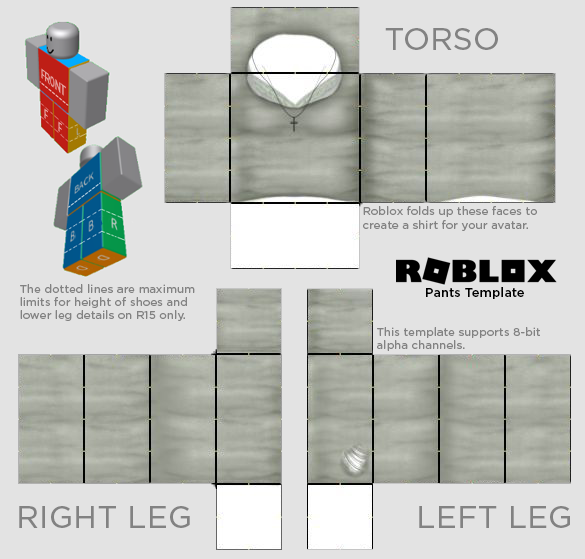 TORSO
FRONT
F
F
L
BACK
B
B
R
Roblox folds up these faces to
create a shirt for your avatar.
ROBLOX
Pants Template
The dotted lines are maximum
limits for height of shoes and
lower leg details on R15 only.
This template supports 8-bit
alpha channels.
RIGHT LEG
LEFT LEG